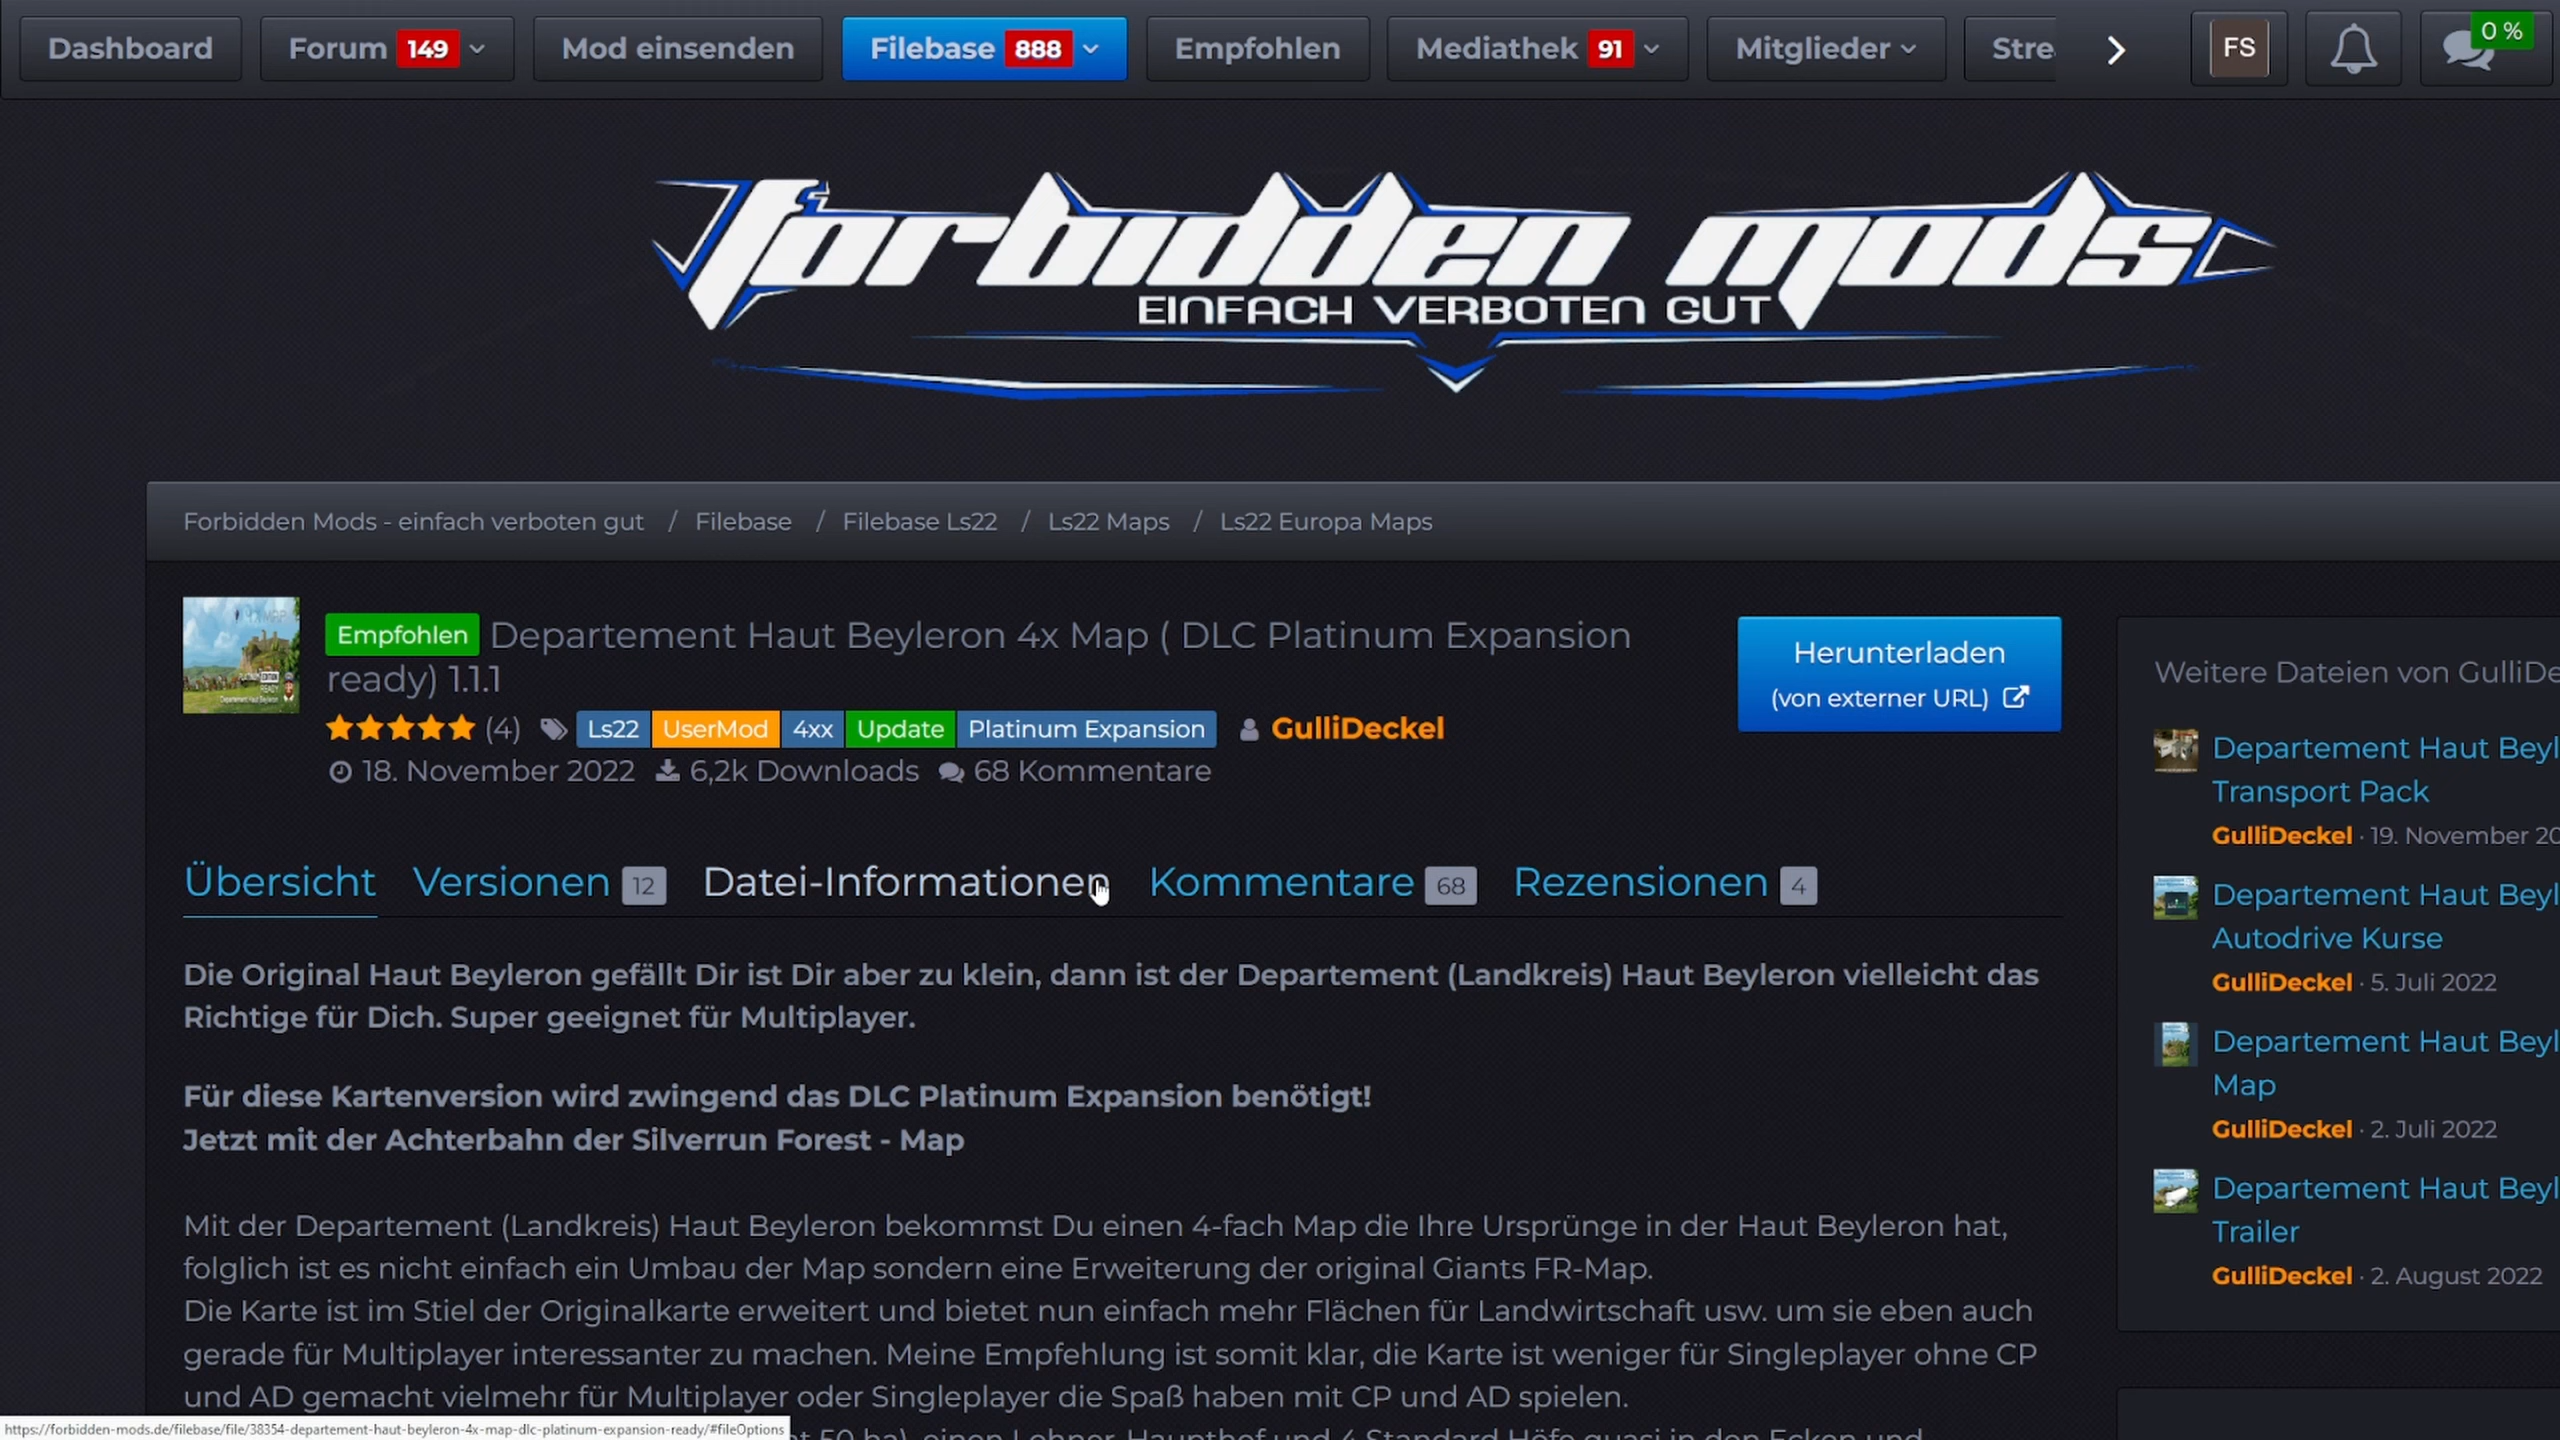 Dashboard
Forum 149
Mod einsenden
Filebase 888
Empfohlen
Mediathek 91
Mitglieder
Stre
FS
0 %
forbidden mods
EINFACH VERBOTEN GUT
Forbidden Mods - einfach verboten gut / Filebase / Filebase Ls22 / Ls22 Maps / Ls22 Europa Maps
Empfohlen Departement Haut Beyleron 4x Map ( DLC Platinum Expansion
ready) 1.1.1
(4) Ls22 UserMod 4xx Update Platinum Expansion GulliDeckel
18. November 2022 6,2k Downloads 68 Kommentare
Herunterladen
(von externer URL)
Übersicht Versionen 12 Datei-Informationen Kommentare 68 Rezensionen 4
Die Original Haut Beyleron gefällt Dir ist Dir aber zu klein, dann ist der Departement (Landkreis) Haut Beyleron vielleicht das
Richtige für Dich. Super geeignet für Multiplayer.
Für diese Kartenversion wird zwingend das DLC Platinum Expansion benötigt!
Jetzt mit der Achterbahn der Silverrun Forest - Map
Mit der Departement (Landkreis) Haut Beyleron bekommst Du einen 4-fach Map die Ihre Ursprünge in der Haut Beyleron hat,
folglich ist es nicht einfach ein Umbau der Map sondern eine Erweiterung der original Giants FR-Map.
Die Karte ist im Stiel der Originalkarte erweitert und bietet nun einfach mehr Flächen für Landwirtschaft usw. um sie eben auch
gerade für Multiplayer interessanter zu machen. Meine Empfehlung ist somit klar, die Karte ist weniger für Singleplayer ohne CP
und AD gemacht vielmehr für Multiplayer oder Singleplayer die Spaß haben mit CP und AD spielen.
50 ha), einen Lohner-Haupthof und 4 Standard Höfe quasi in den Ecken und
Weitere Dateien von GulliDe
Departement Haut Beyl
Transport Pack
GulliDeckel · 19. November 20
Departement Haut Beyl
Autodrive Kurse
GulliDeckel · 5. Juli 2022
Departement Haut Beyl
Map
GulliDeckel · 2. Juli 2022
Departement Haut Beyl
Trailer
GulliDeckel · 2. August 2022
https://forbidden-mods.de/filebase/file/38354-departement-haut-beyleron-4x-map-dlc-platinum-expansion-ready/#fileOptions